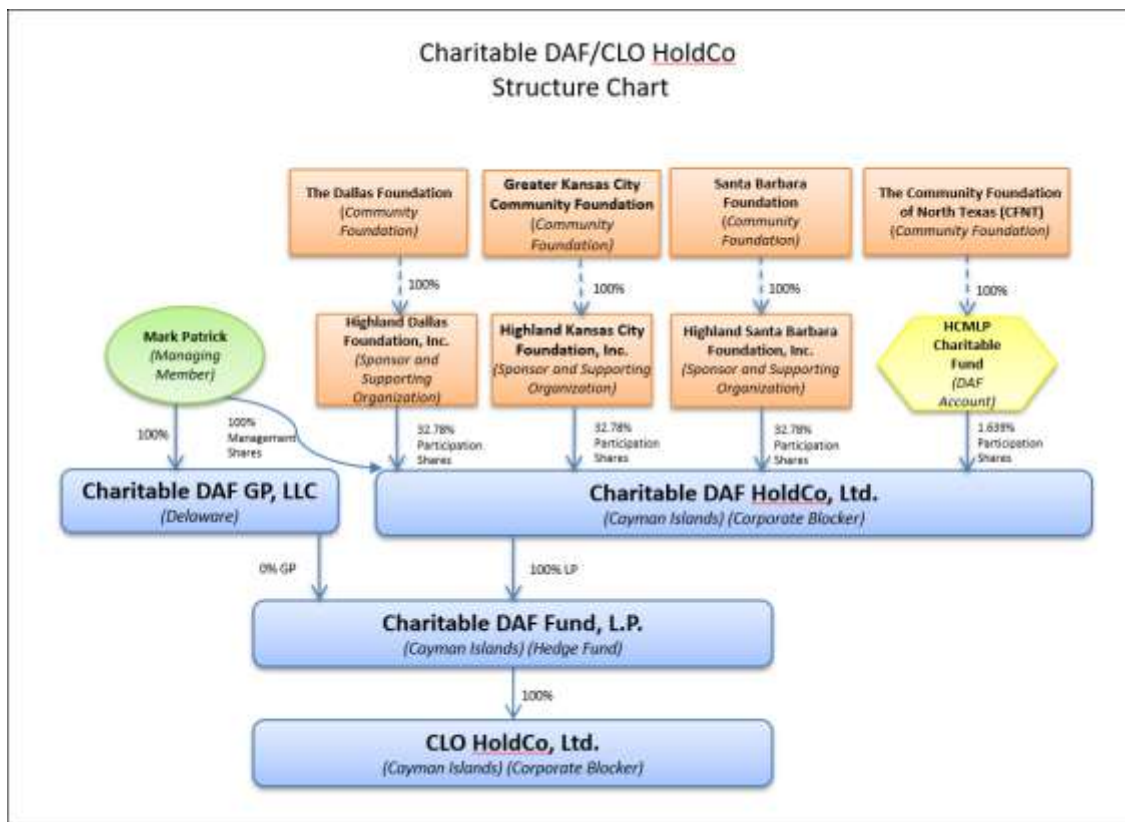 Charitable DAF/CLO HoldCo
Structure Chart
The Dallas Foundation
(Community
Foundation)
Greater Kansas City
Community Foundation
(Community
Foundation)
Santa Barbara
Foundation
(Community
Foundation)
The Community Foundation
of North Texas (CFNT)
(Community Foundation)
100%
100%
100%
100%
Mark Patrick
(Managing
Member)
Highland Dallas
Foundation, Inc.
(Sponsor and
Supporting
Organization)
Highland Kansas City
Foundation, Inc.
(Sponsor and Supporting
Organization)
Highland Santa Barbara
Foundation, Inc.
(Sponsor and Supporting
Organization)
HCMLP
Charitable
Fund
(DAF
Account)
100%
100%
Management
Shares
32.78%
Participation
Shares
32.78%
Participation
Shares
32.78%
Participation
Shares
1.639%
Participation
Shares
Charitable DAF GP, LLC
(Delaware)
Charitable DAF HoldCo, Ltd.
(Cayman Islands) (Corporate Blocker)
0% GP
100% LP
Charitable DAF Fund, L.P.
(Cayman Islands) (Hedge Fund)
100%
CLO HoldCo, Ltd.
(Cayman Islands) (Corporate Blocker)